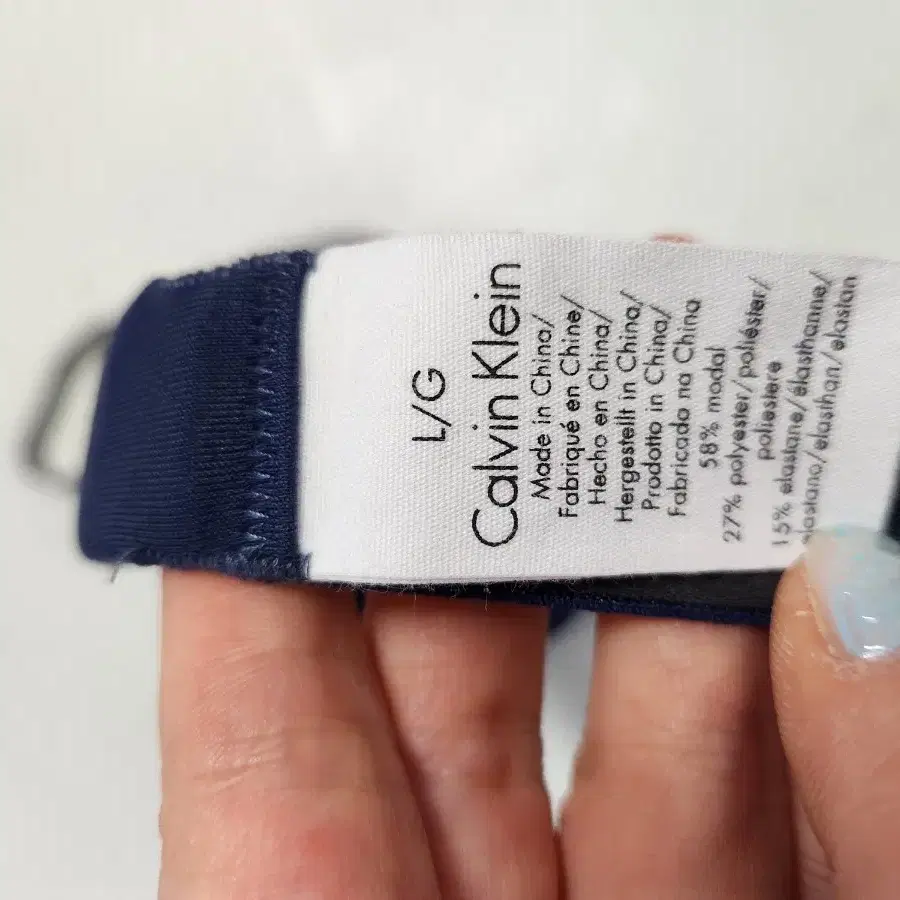 L/G
Calvin Klein
Made in China/
Fabriqué en Chine/
Hecho en China/
Hergestellt in China/
Prodotto in China/
Fabricado na China
58% modal
27% polyester/poliéster/
poliestere
15% elastane/élasthanne/
elastano/elasthan/elastan